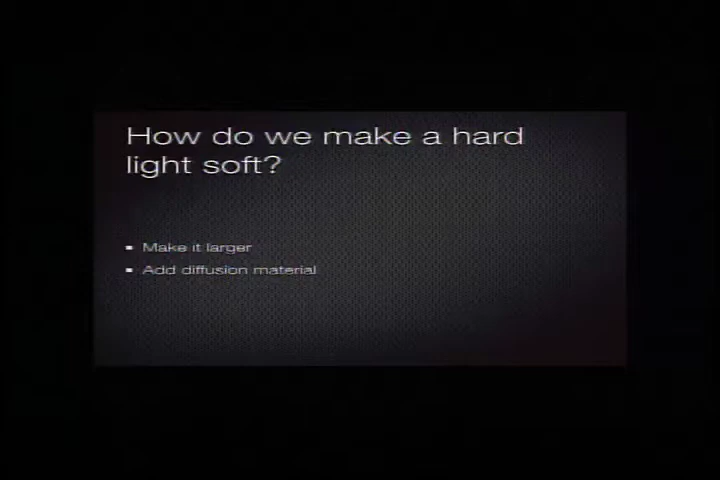 How do we make a hard
light soft?
Make it larger
Add diffusion material